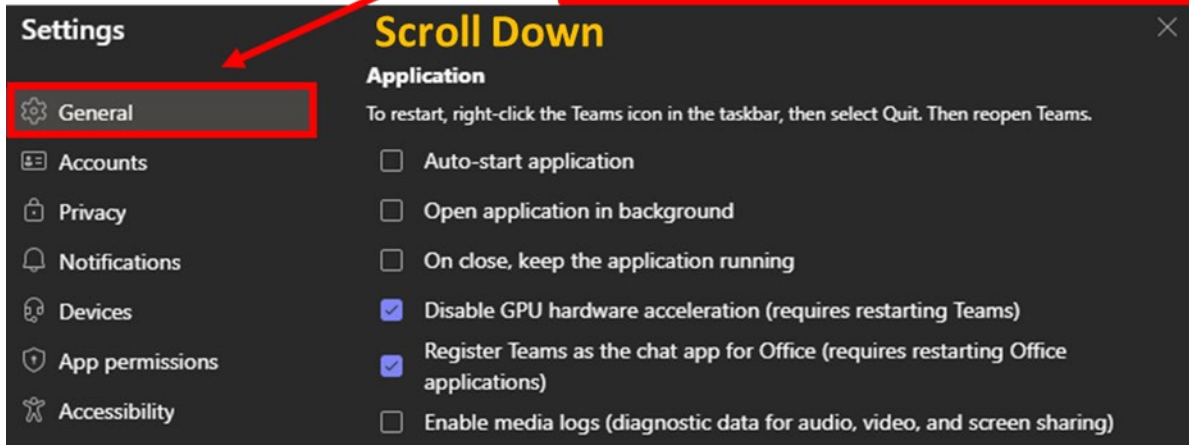 Settings
Scroll Down
Application
General
To restart, right-click the Teams icon in the taskbar, then select Quit. Then reopen Teams.
Accounts
Auto-start application
Privacy
Open application in background
Notifications
On close, keep the application running
Devices
Disable GPU hardware acceleration (requires restarting Teams)
App permissions
Register Teams as the chat app for Office (requires restarting Office
applications)
Accessibility
Enable media logs (diagnostic data for audio, video, and screen sharing)